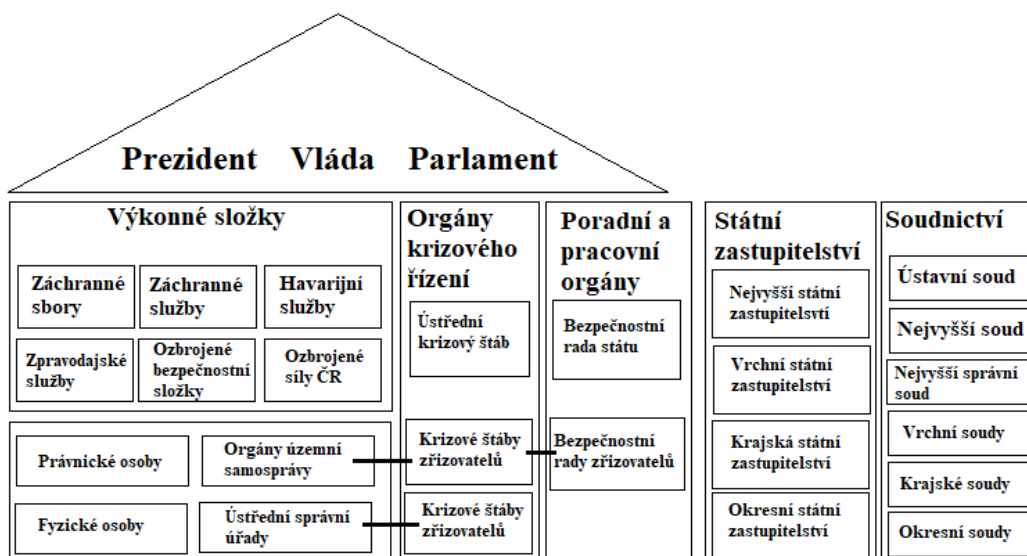 Prezident Vláda Parlament
Výkonné složky
Záchranné
sbory
Záchranné
služby
Havarijní
služby
Zpravodajské
služby
Ozbrojené
bezpečnostní
složky
Ozbrojené
síly ČR
Právnické osoby
Orgány územní
samosprávy
Fyzické osoby
Ústřední správní
úřady
Orgány
krizového
řízení
Ústřední
krizový štáb
Krizové štáby
zřizovatelů
Krizové štáby
zřizovatelů
Poradní a
pracovní
orgány
Bezpečnostní
rada státu
Bezpečnostní
rady zřizovatelů
Státní
zastupitelství
Nejvyšší státní
zastupitelsvtí
Vrchní státní
zastupitelství
Krajská státní
zastupitelství
Okresní státní
zastupitelství
Soudnictví
Ústavní soud
Nejvyšší soud
Nejvyšší správní
soud
Vrchní soudy
Krajské soudy
Okresní soudy